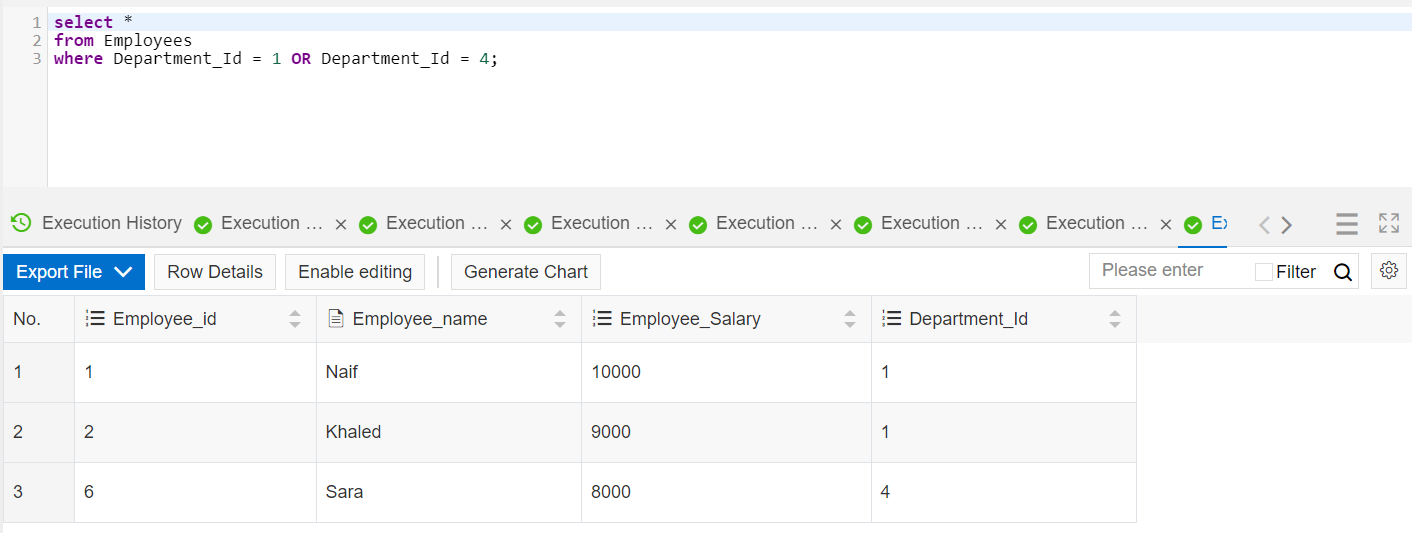 1 select *
2 from Employees
3 where Department_Id = 1 OR Department_Id = 4;
Execution History Execution ... × Execution ... × Execution ... × Execution ... × Execution ... × Execution ... × Ex
Export File Row Details Enable editing Generate Chart Please enter Filter
No. Employee_id Employee_name Employee_Salary Department_Id
1 1 Naif 10000 1
2 2 Khaled 9000 1
3 6 Sara 8000 4